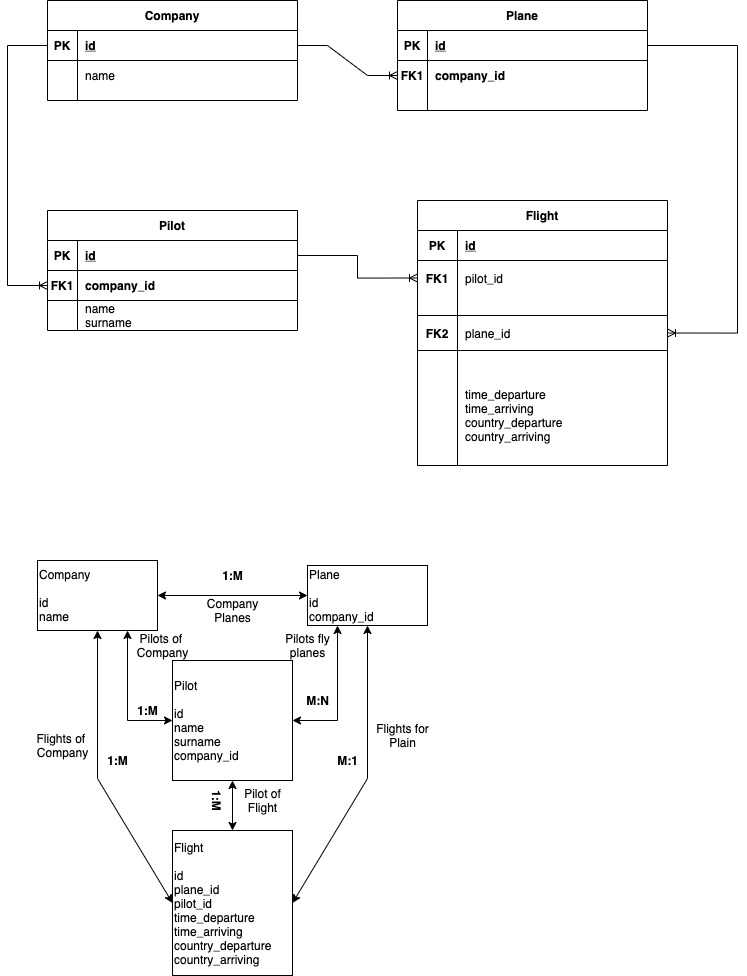 Company
PK id
name
Plane
PK id
FK1 company_id
Pilot
PK id
FK1 company_id
name
surname
Flight
PK id
FK1 pilot_id
FK2 plane_id
time_departure
time_arriving
country_departure
country_arriving
Company
id
name
1:M
Company
Planes
Plane
id
company_id
Pilots of
Company
1:M
Pilots fly
planes
M:N
Pilot
id
name
surname
company_id
Flights of
Company
1:M
Flights for
Plain
M:1
1:M
Pilot of
Flight
Flight
id
plane_id
pilot_id
time_departure
time_arriving
country_departure
country_arriving